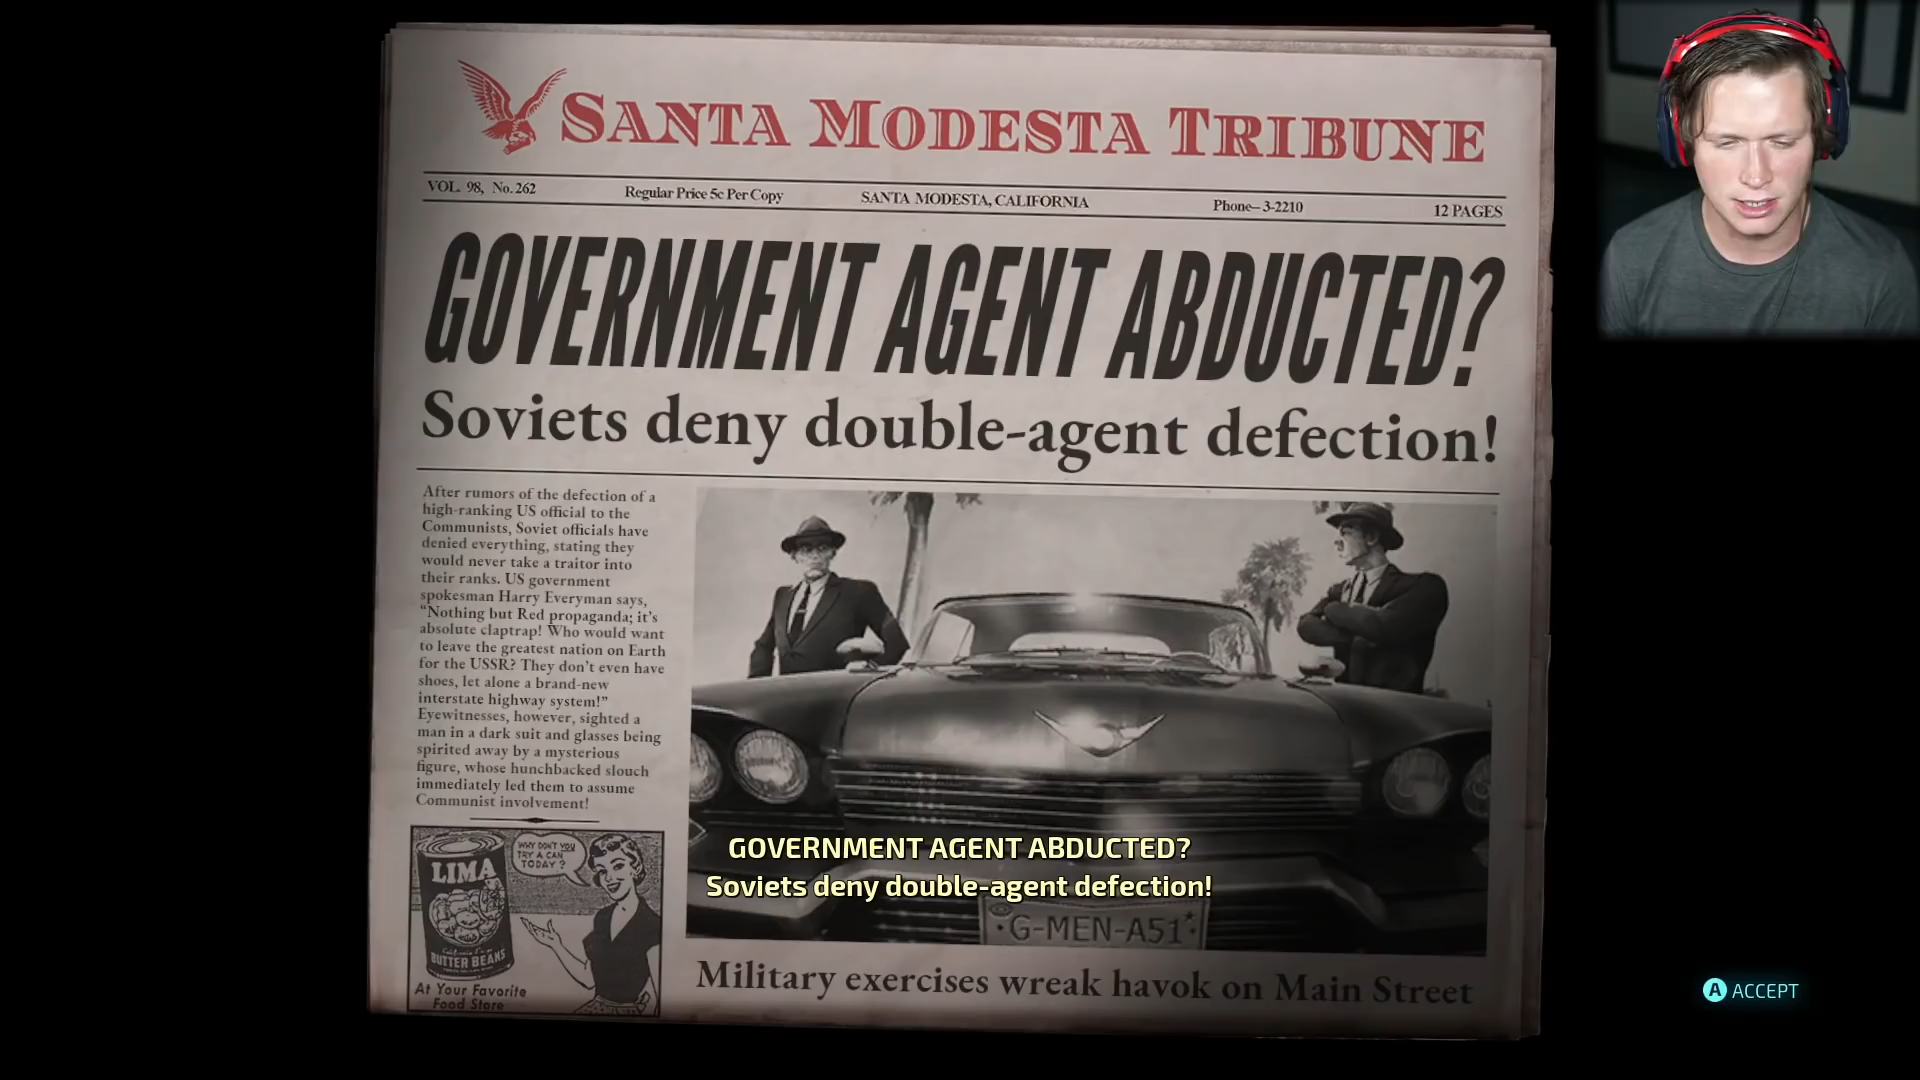 SANTA MODESTA TRIBUNE
VOL. 98, No. 262 Regular Price 5c Per Copy SANTA MODESTA, CALIFORNIA Phone–3-2210 12 PAGES
GOVERNMENT AGENT ABDUCTED?
Soviets deny double-agent defection!
After rumors of the defection of a
high-ranking US official to the
Communists, Soviet officials have
denied everything, stating they
would never take a traitor into
their ranks. US government
spokesman Harry Everyman says,
“Nothing but Red propaganda; it’s
absolute claptrap! Who would want
to leave the greatest nation on Earth
for the USSR? They don’t even have
shoes, let alone a brand-new
interstate highway system!”
Eyewitnesses, however, sighted a
man in a dark suit and glasses being
spirited away by a mysterious
figure, whose hunchbacked slouch
immediately led them to assume
Communist involvement!
WHY DON'T YOU
TRY A CAN
TODAY?
LIMA
BUTTER BEANS
At Your Favorite
Food Store
GOVERNMENT AGENT ABDUCTED?
Soviets deny double-agent defection!
G-MEN-A51
Military exercises wreak havok on Main Street
A ACCEPT